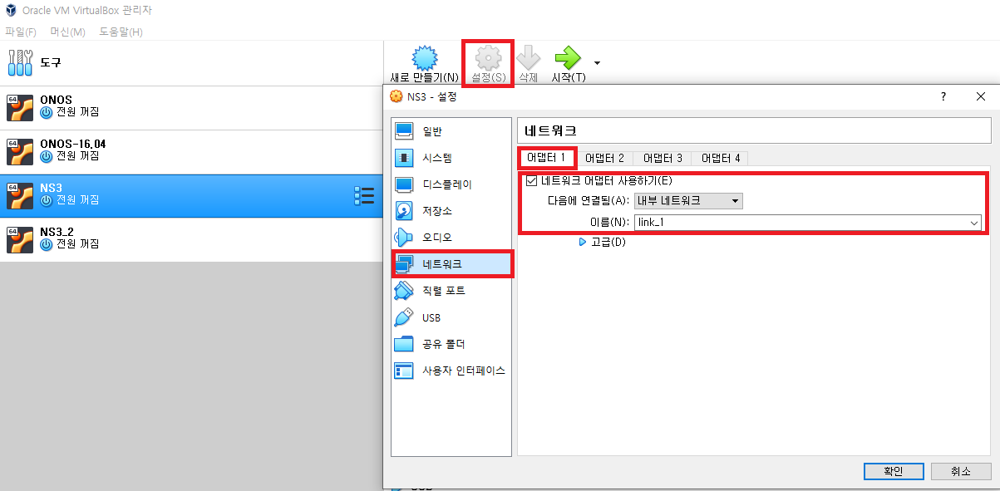 Oracle VM VirtualBox 관리자
파일(F) 머신(M) 도움말(H)
도구
새로 만들기(N) 설정(S) 삭제 시작(T)
64 ONOS
전원 꺼짐
64 ONOS-16,04
전원 꺼짐
64 NS3
전원 꺼짐
64 NS3_2
전원 꺼짐
NS3 - 설정 ?
일반
시스템
디스플레이
저장소
오디오
네트워크
직렬 포트
USB
공유 폴더
사용자 인터페이스
네트워크
어댑터 1 어댑터 2 어댑터 3 어댑터 4
네트워크 어댑터 사용하기(E)
다음에 연결됨(A): 내부 네트워크
이름(N): link_1
고급(D)
확인 취소